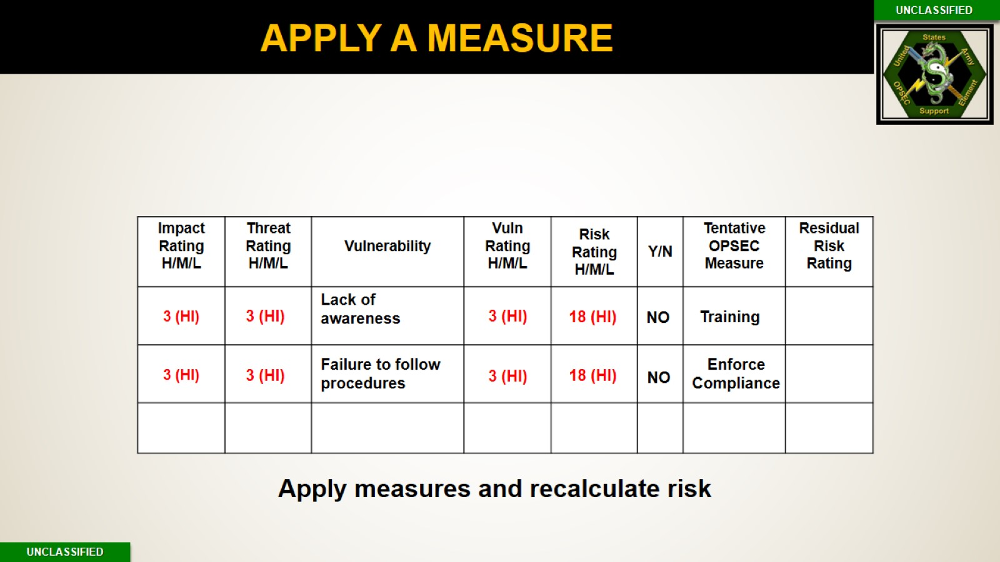 UNCLASSIFIED
APPLY A MEASURE
United States Army
OPSEC Support Element
Impact Rating H/M/L
Threat Rating H/M/L
Vulnerability
Vuln Rating H/M/L
Risk Rating H/M/L
Y/N
Tentative OPSEC Measure
Residual Risk Rating
3 (HI)
3 (HI)
Lack of
awareness
3 (HI)
18 (HI)
NO
Training
3 (HI)
3 (HI)
Failure to follow
procedures
3 (HI)
18 (HI)
NO
Enforce
Compliance
Apply measures and recalculate risk
UNCLASSIFIED